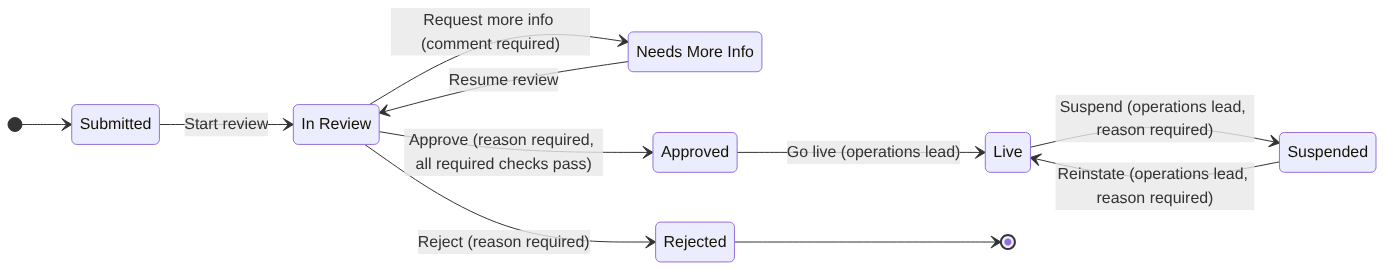 Request more info
(comment required)
Needs More Info
Resume review
Submitted
Start review
In Review
Approve (reason required,
all required checks pass)
Approved
Go live (operations lead)
Live
Suspend (operations lead,
reason required)
Suspended
Reinstate (operations lead,
reason required)
Reject (reason required)
Rejected